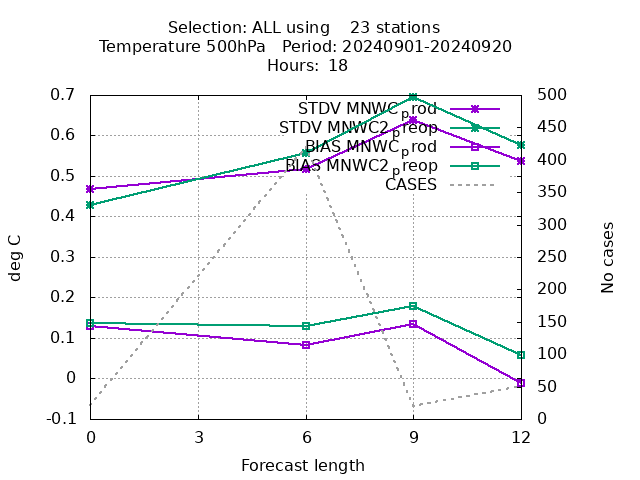 Selection: ALL using 23 stations
Temperature 500hPa Period: 20240901-20240920
Hours: 18
STDV MNWC_prod
STDV MNWC2_preop
BIAS MNWC_prod
BIAS MNWC2_preop
CASES
0.7
0.6
0.5
0.4
0.3
0.2
0.1
0
-0.1
deg C
500
450
400
350
300
250
200
150
100
50
0
No cases
0 3 6 9 12
Forecast length